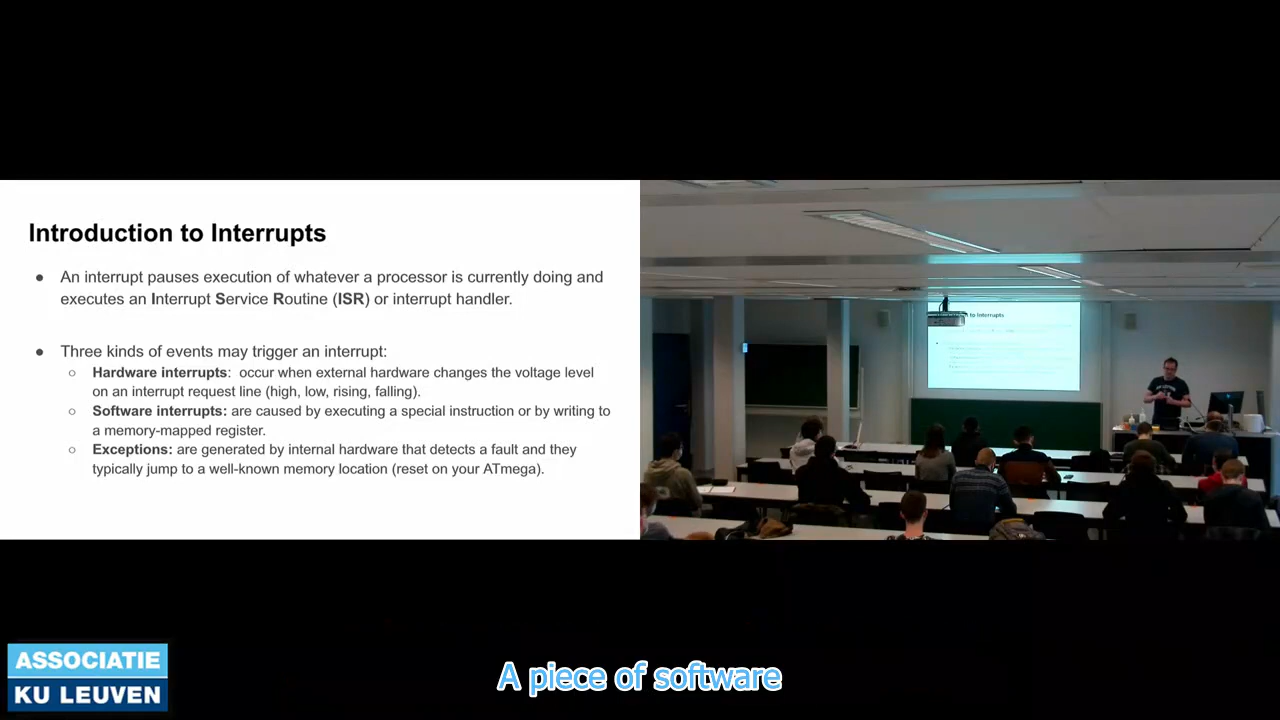 Introduction to Interrupts
● An interrupt pauses execution of whatever a processor is currently doing and
executes an Interrupt Service Routine (ISR) or interrupt handler.
● Three kinds of events may trigger an interrupt:
○ Hardware interrupts: occur when external hardware changes the voltage level
on an interrupt request line (high, low, rising, falling).
○ Software interrupts: are caused by executing a special instruction or by writing to
a memory-mapped register.
○ Exceptions: are generated by internal hardware that detects a fault and they
typically jump to a well-known memory location (reset on your ATmega).
to Interrupts
ASSOCIATIE
KU LEUVEN
A piece of software